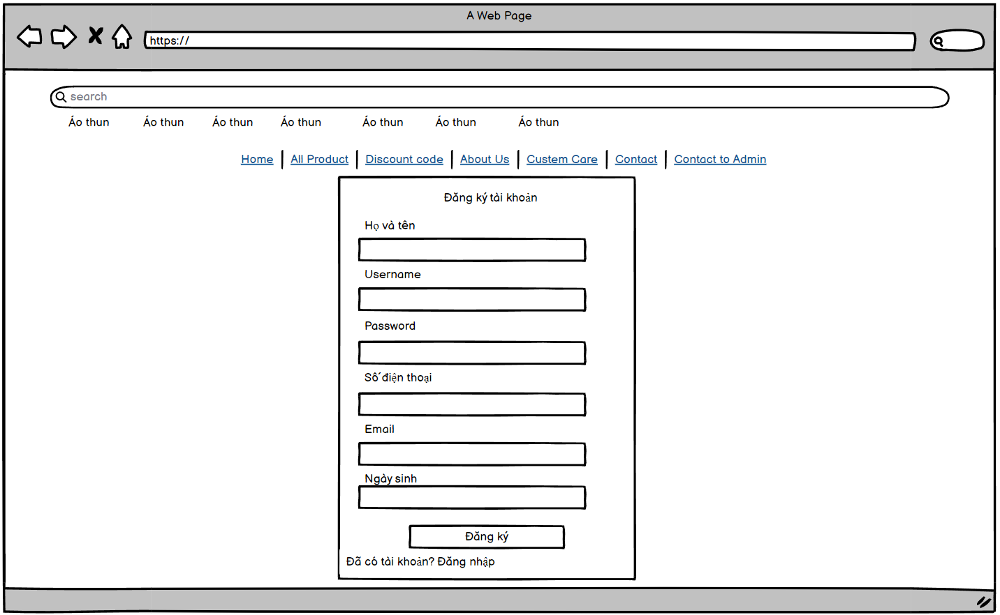 A Web Page
https://
search
Áo thun Áo thun Áo thun Áo thun Áo thun Áo thun Áo thun
Home All Product Discount code About Us Custem Care Contact Contact to Admin
Đăng ký tài khoản
Họ và tên
Username
Password
Số điện thoại
Email
Ngày sinh
Đăng ký
Đã có tài khoản? Đăng nhập